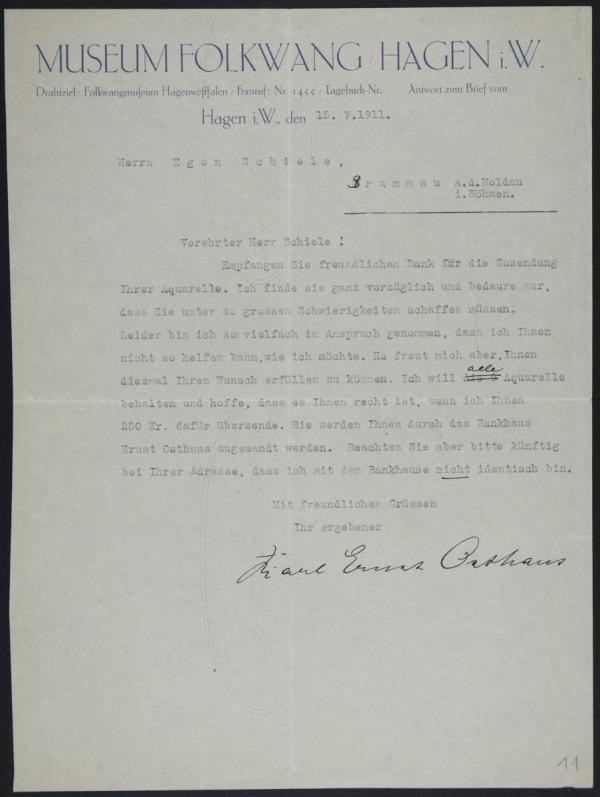 MUSEUM FOLKWANG / HAGEN i.W.
Drahtziel: Folkwangmuseum Hagenwestfalen / Fernruf: Nr. 1455 / Tagebuch-Nr. Antwort zum Brief vom
Hagen i.W., den 15. 7.1911.
Herrn Egon Schiele,
Krummau a.d.Moldau
i.Böhmen.
Verehrter Herr Schiele !
Empfangen Sie freundlichen Dank für die Zusendung
Ihrer Aquarelle. Ich finde sie ganz vorzüglich und bedaure nur,
dass Sie unter so grossen Schwierigkeiten schaffen müssen.
Leider bin ich so vielfach in Anspruch genommen, dass ich Ihnen
nicht so helfen kann, wie ich möchte. Es freut mich aber, Ihnen
diesmal Ihren Wunsch erfüllen zu können. Ich will alle Aquarelle
behalten und hoffe, dass es Ihnen recht ist, wenn ich Ihnen
250 Kr. dafür übersende. Sie werden Ihnen durch das Bankhaus
Ernst Osthaus zugesandt werden. Beachten Sie aber bitte künftig
bei Ihrer Adresse, dass ich mit dem Bankhause nicht identisch bin.
Mit freundlichen Grüssen
Ihr ergebener
Karl Ernst Osthaus
11